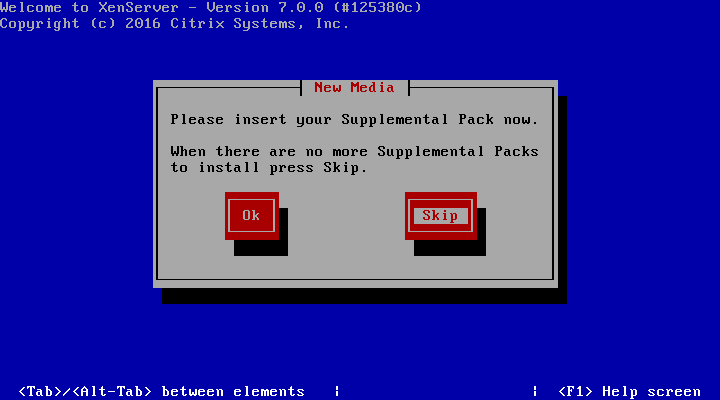 Welcome to XenServer - Version 7.0.0 (#125380c)
Copyright (c) 2016 Citrix Systems, Inc.
New Media
Please insert your Supplemental Pack now.
When there are no more Supplemental Packs
to install press Skip.
Ok Skip
<Tab>/<Alt-Tab> between elements | | <F1> Help screen